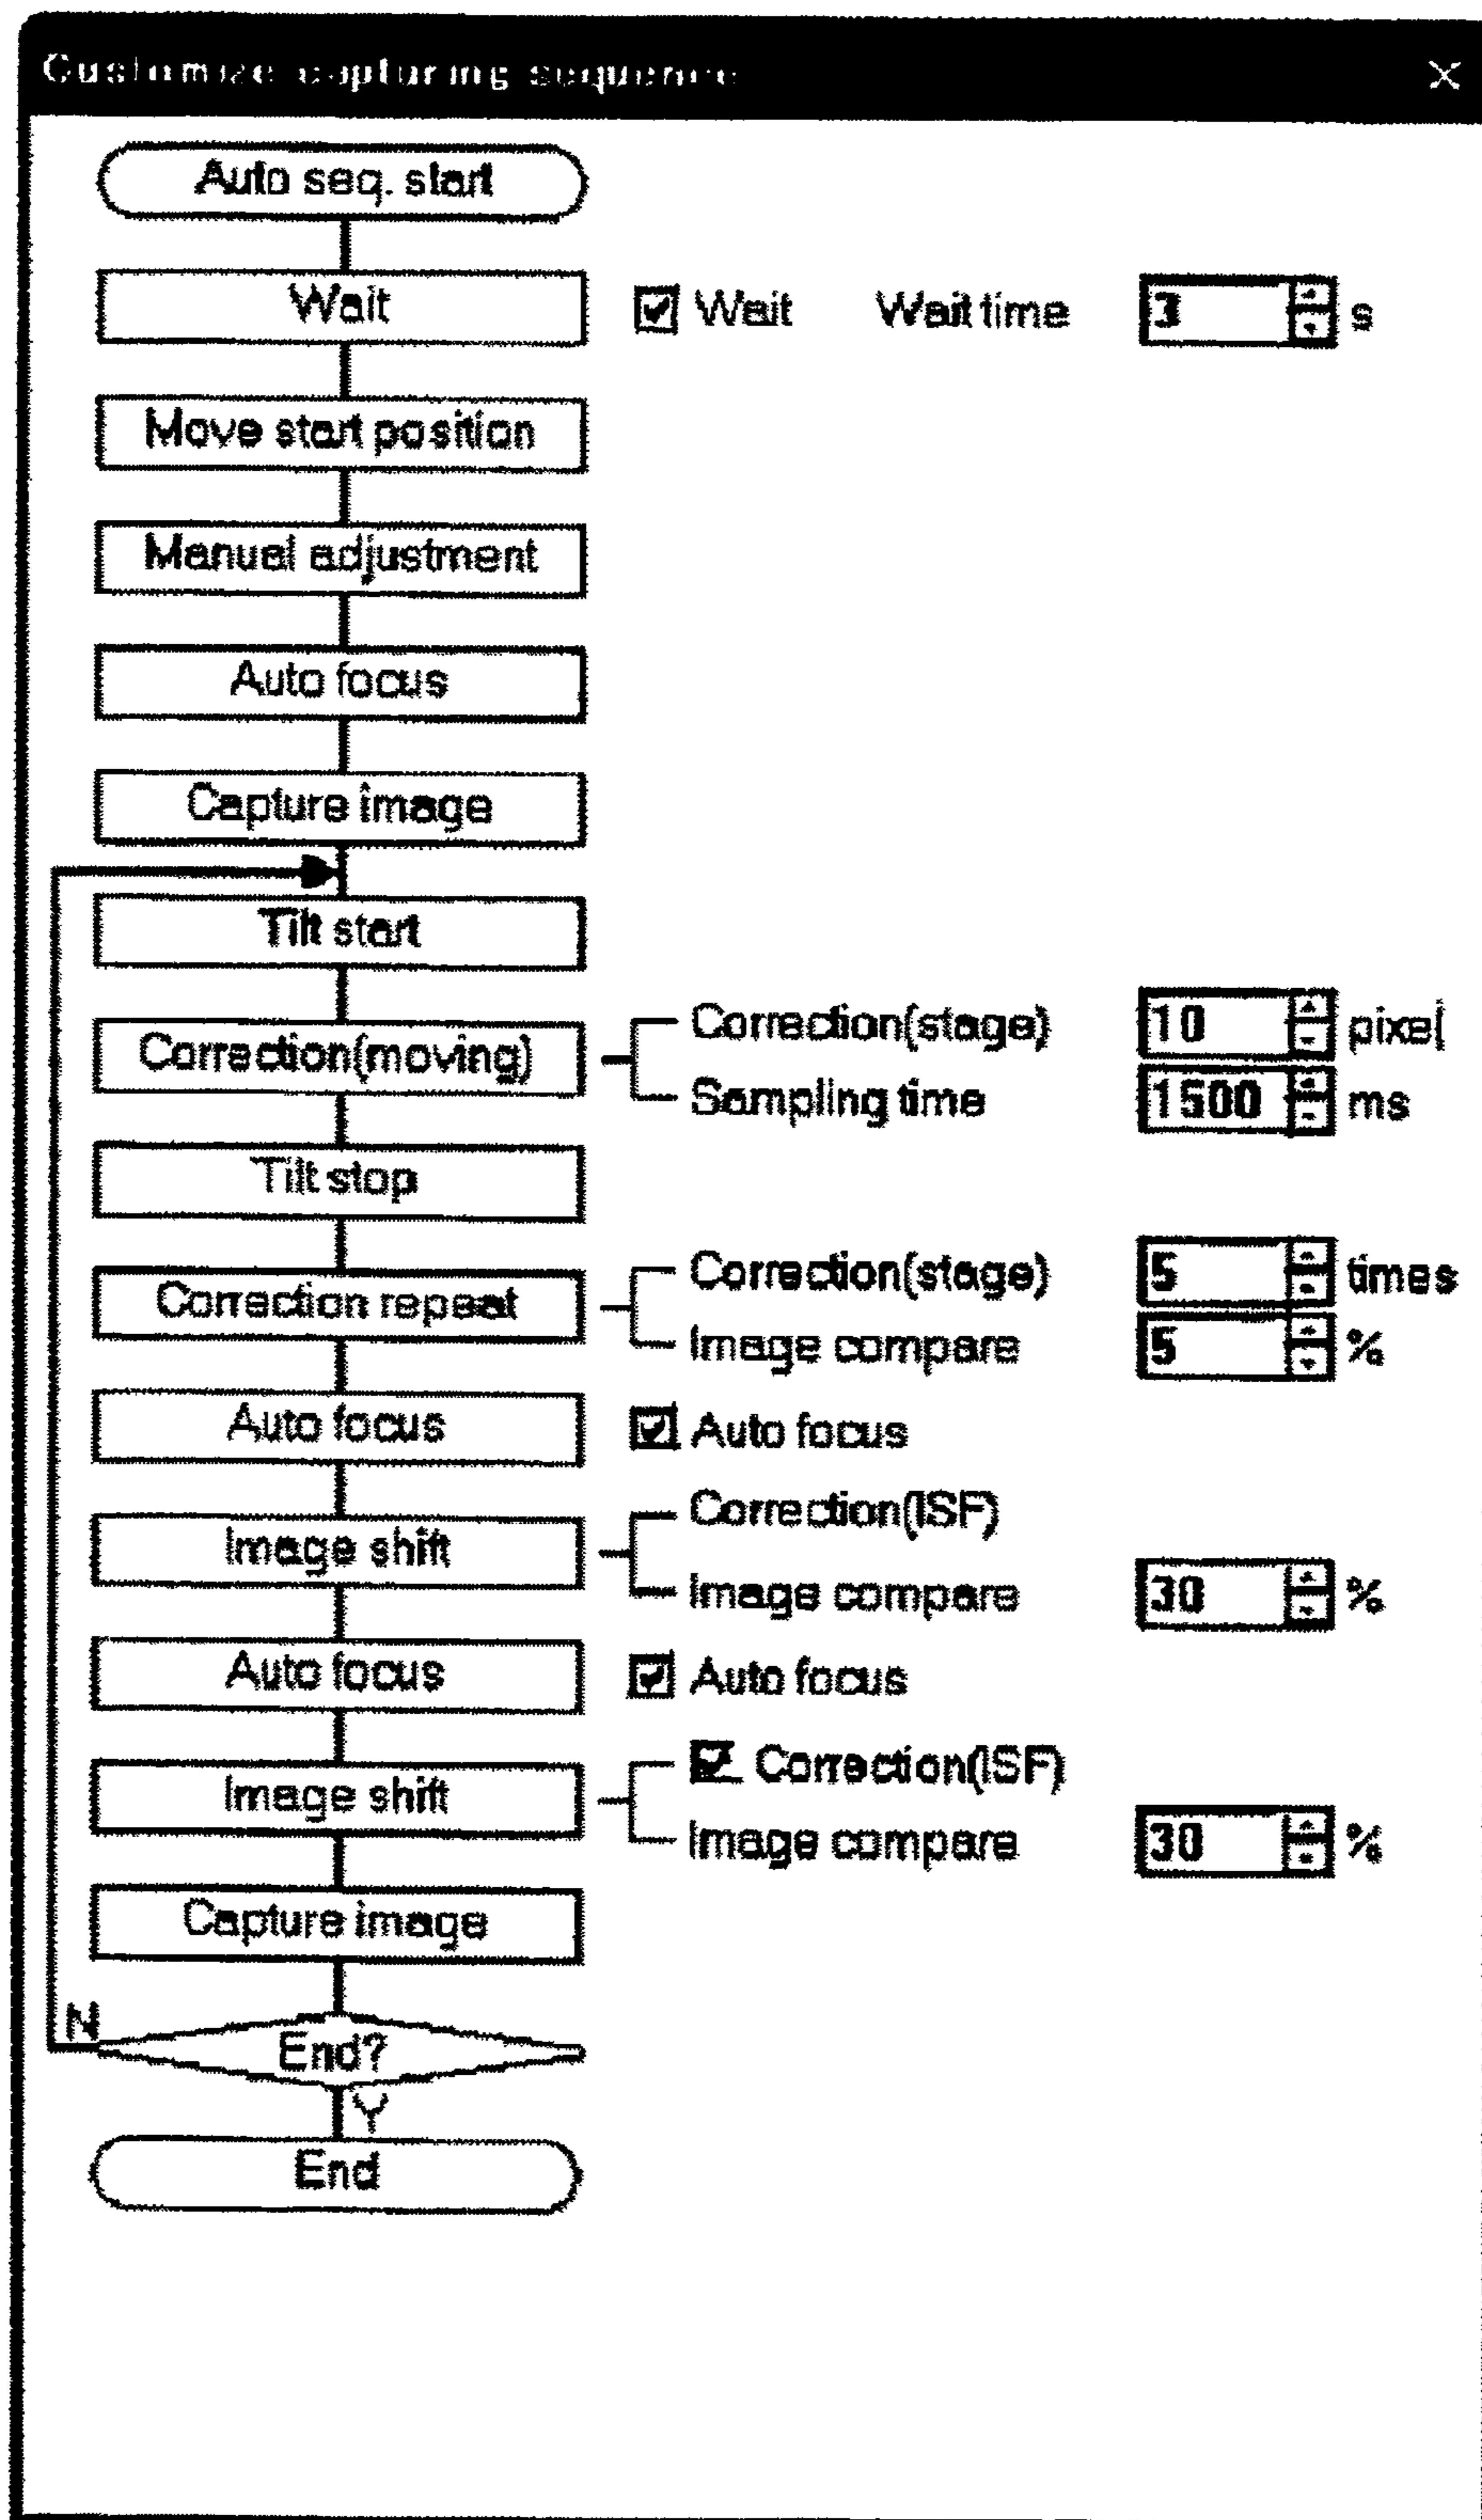 Customize capturing sequence
Auto seq. start
Wait Wait Wait time 3 s
Move start position
Manual adjustment
Auto focus
Capture image
Tilt start
Correction(stage) 10 pixel
Correction(moving)
Sampling time 1500 ms
Tilt stop
Correction(stage) 5 times
Correction repeat
Image compare 5 %
Auto focus Auto focus
Correction(ISF)
Image shift
Image compare 30 %
Auto focus Auto focus
Correction(ISF)
Image shift
Image compare 30 %
Capture image
N
End?
Y
End